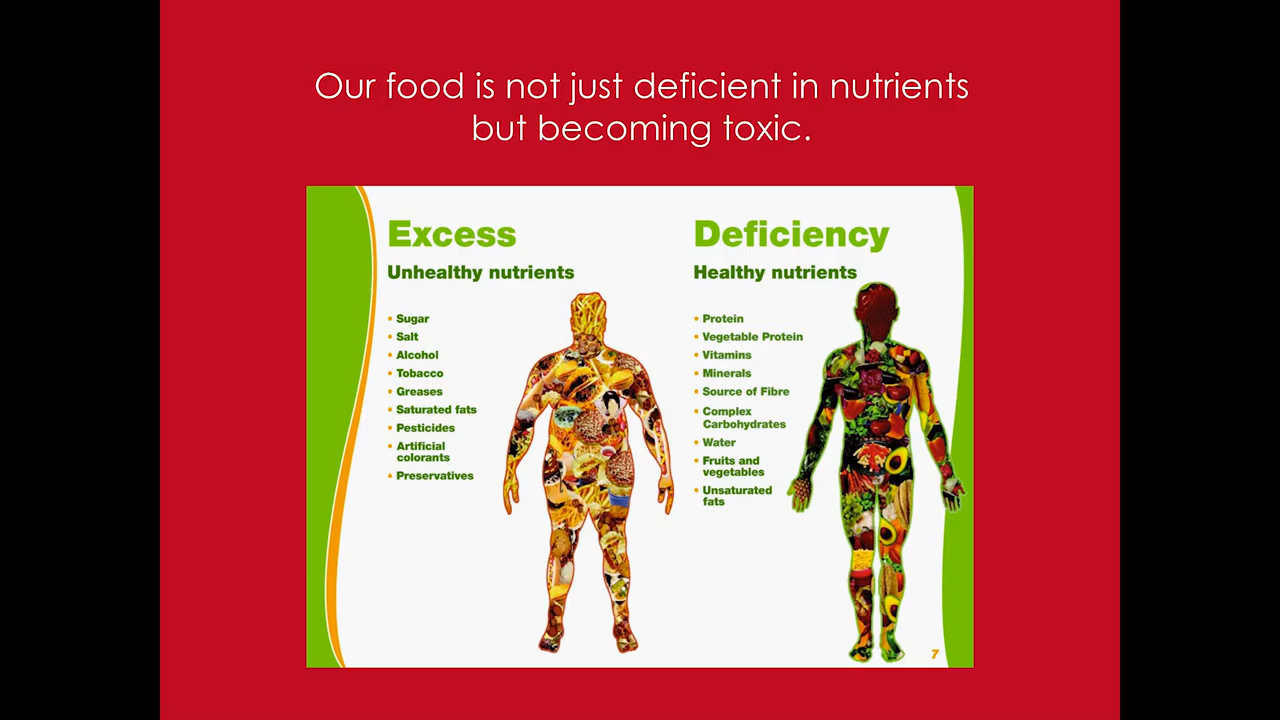 Our food is not just deficient in nutrients
but becoming toxic.
Excess
Unhealthy nutrients
• Sugar
• Salt
• Alcohol
• Tobacco
• Greases
• Saturated fats
• Pesticides
• Artificial
colorants
• Preservatives
Deficiency
Healthy nutrients
• Protein
• Vegetable Protein
• Vitamins
• Minerals
• Source of Fibre
• Complex
Carbohydrates
• Water
• Fruits and
vegetables
• Unsaturated
fats
7